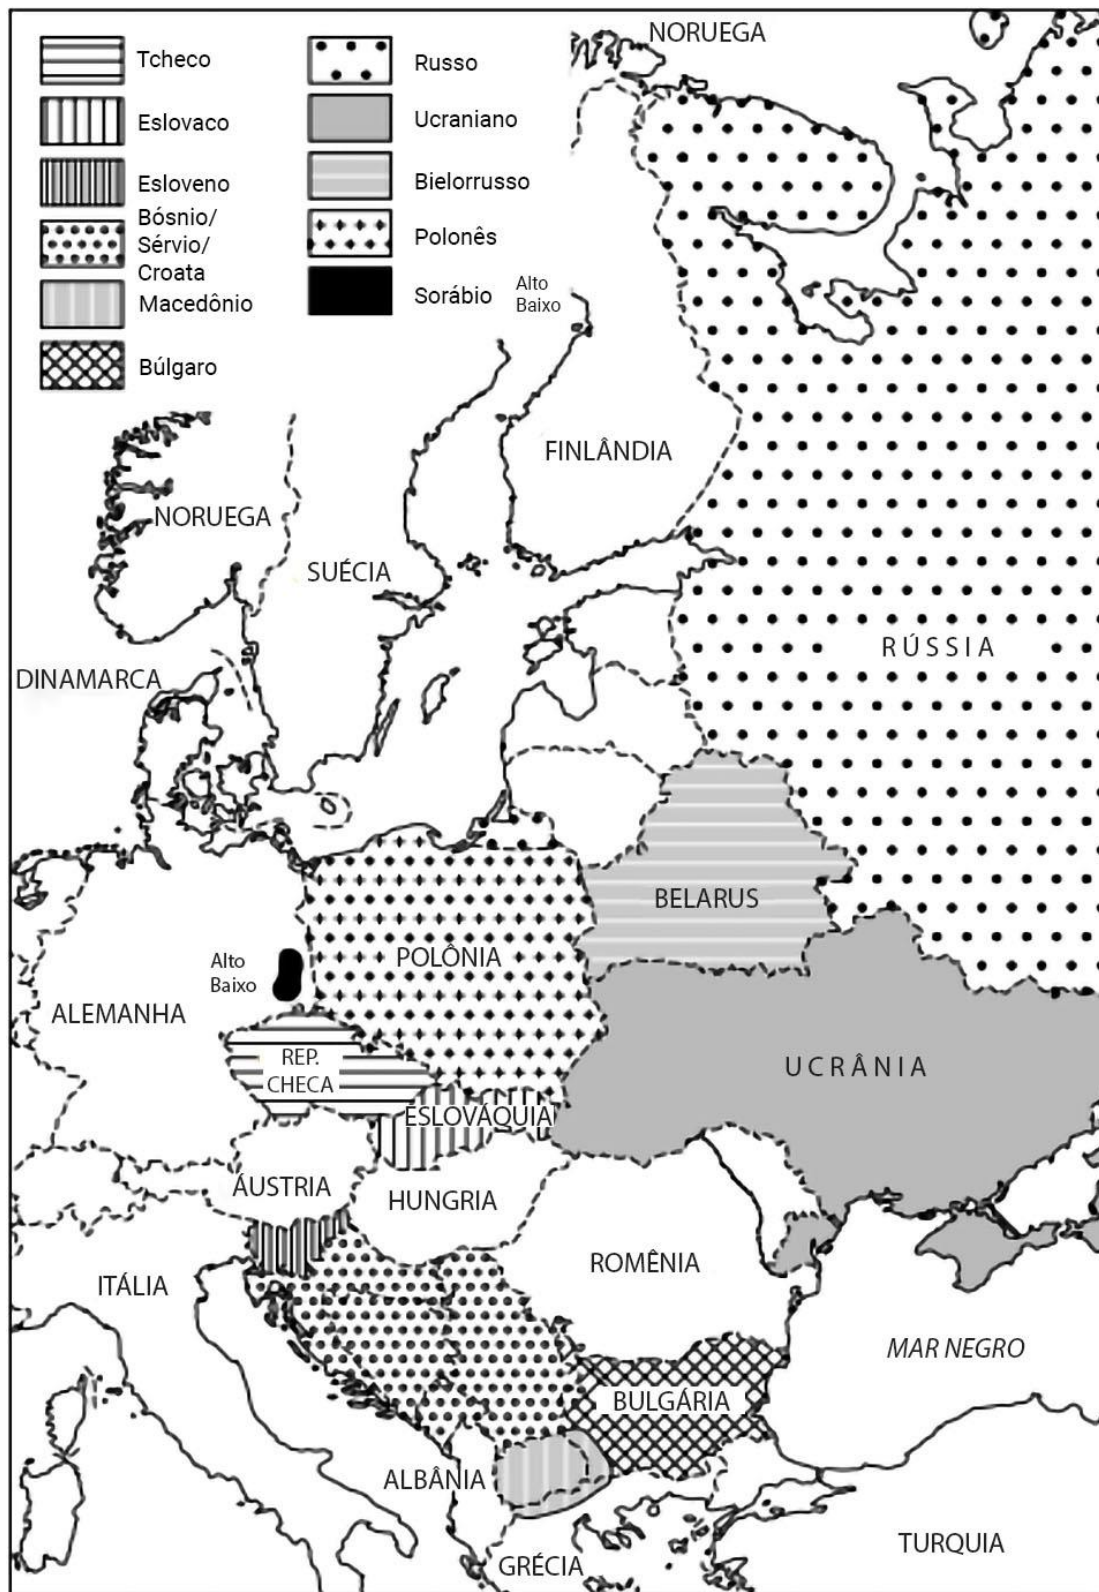 Tcheco
Eslovaco
Esloveno
Bósnio/
Sérvio/
Croata
Macedônio
Búlgaro
Russo
Ucraniano
Bielorrusso
Polonês
Sorábio
Alto
Baixo
NORUEGA
FINLÂNDIA
NORUEGA
SUÉCIA
RÚSSIA
DINAMARCA
BELARUS
POLÔNIA
Alto
Baixo
ALEMANHA
REP.
CHECA
UCRÂNIA
ESLOVÁQUIA
ÁUSTRIA
HUNGRIA
ROMÊNIA
ITÁLIA
MAR NEGRO
BULGÁRIA
ALBÂNIA
TURQUIA
GRÉCIA